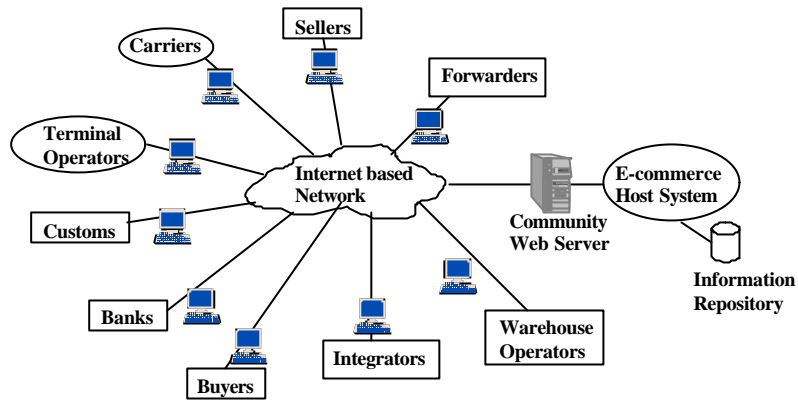 Sellers
Carriers
Forwarders
Terminal
Operators
Internet based
Network
E-commerce
Host System
Community
Web Server
Customs
Information
Repository
Banks
Integrators
Warehouse
Operators
Buyers